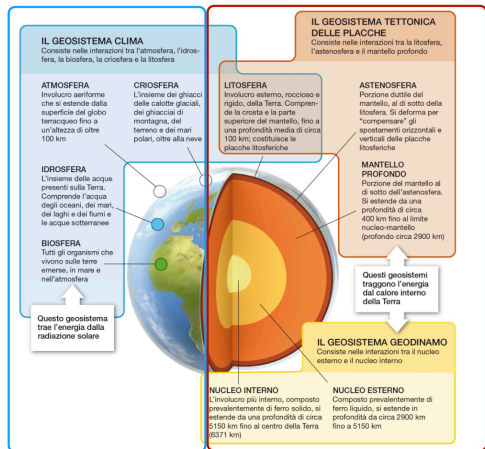 IL GEOSISTEMA CLIMA
Consiste nelle interazioni tra l'atmosfera, l'idros-
fera, la biosfera, la criosfera e la litosfera
ATMOSFERA
Involucro aeriforme
che si estende dalla
superficie del globo
terracqueo fino a
un'altezza di oltre
100 km
CRIOSFERA
L'insieme dei ghiacci
delle calotte glaciali,
dei ghiacciai di
montagna, del
terreno e dei mari
polari, oltre alla neve
IDROSFERA
L'insieme delle acque
presenti sulla Terra.
Comprende l'acqua
degli oceani, dei mari,
dei laghi e dei fiumi e
le acque sotterranee
BIOSFERA
Tutti gli organismi che
vivono sulle terre
emerse, in mare e
nell'atmosfera
Questo geosistema
trae l'energia dalla
radiazione solare
IL GEOSISTEMA TETTONICA
DELLE PLACCHE
Consiste nelle interazioni tra la litosfera,
l'astenosfera e il mantello profondo
LITOSFERA
Involucro esterno, roccioso e
rigido, della Terra. Compren-
de la crosta e la parte
superiore del mantello, fino a
una profondità media di circa
100 km; costituisce le
placche litosferiche
ASTENOSFERA
Porzione duttile del
mantello, al di sotto della
litosfera. Si deforma per
"compensare" gli
spostamenti orizzontali e
verticali delle placche
litosferiche
MANTELLO
PROFONDO
Porzione del mantello al
di sotto dell'astenosfera.
Si estende da una
profondità di circa
400 km fino al limite
nucleo-mantello
(profondo circa 2900 km)
Questi geosistemi
traggono l'energia
dal calore interno
della Terra
IL GEOSISTEMA GEODINAMO
Consiste nelle interazioni tra il nucleo
esterno e il nucleo interno
NUCLEO INTERNO
L'involucro più interno, composto
prevalentemente di ferro solido, si
estende da una profondità di circa
5150 km fino al centro della Terra
(6371 km)
NUCLEO ESTERNO
Composto prevalentemente di
ferro liquido, si estende in
profondità da circa 2900 km
fino a 5150 km